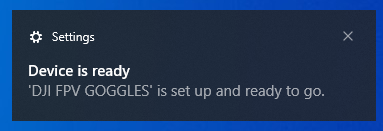 Settings
Device is ready
'DJI FPV GOGGLES' is set up and ready to go.